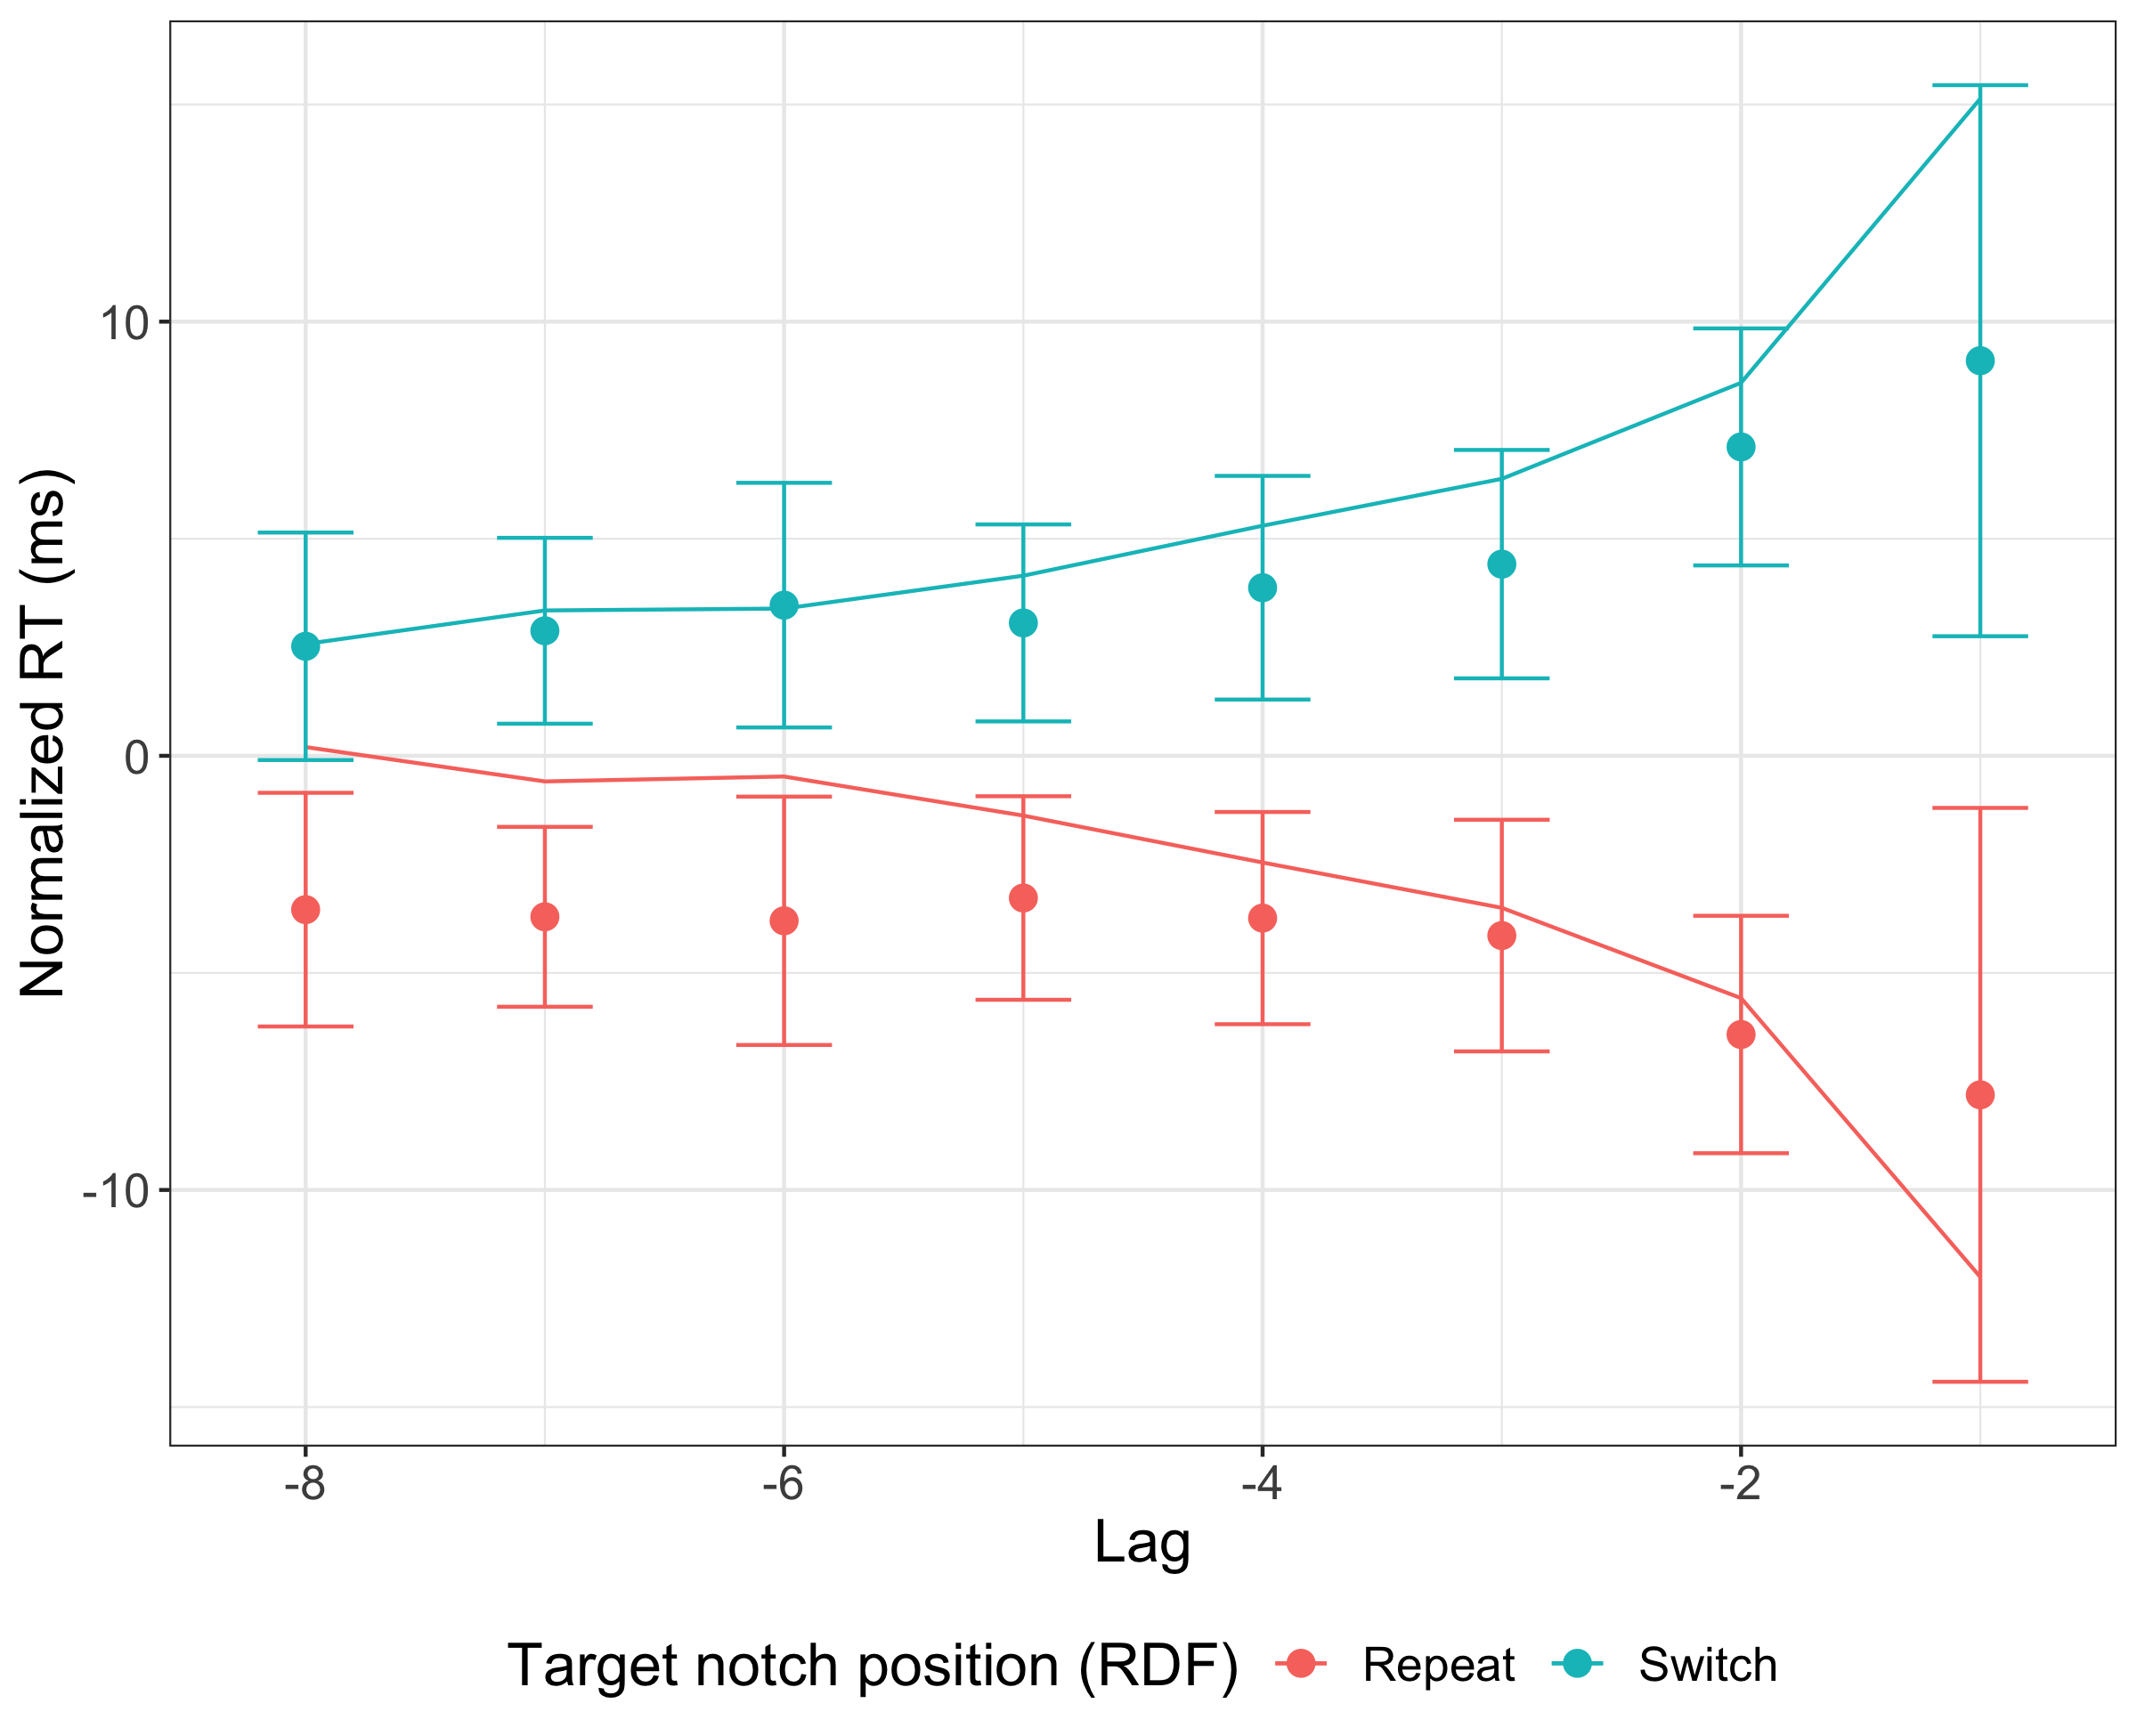 Normalized RT (ms)
10
0
-10
-8 -6 -4 -2
Lag
Target notch position (RDF) Repeat Switch